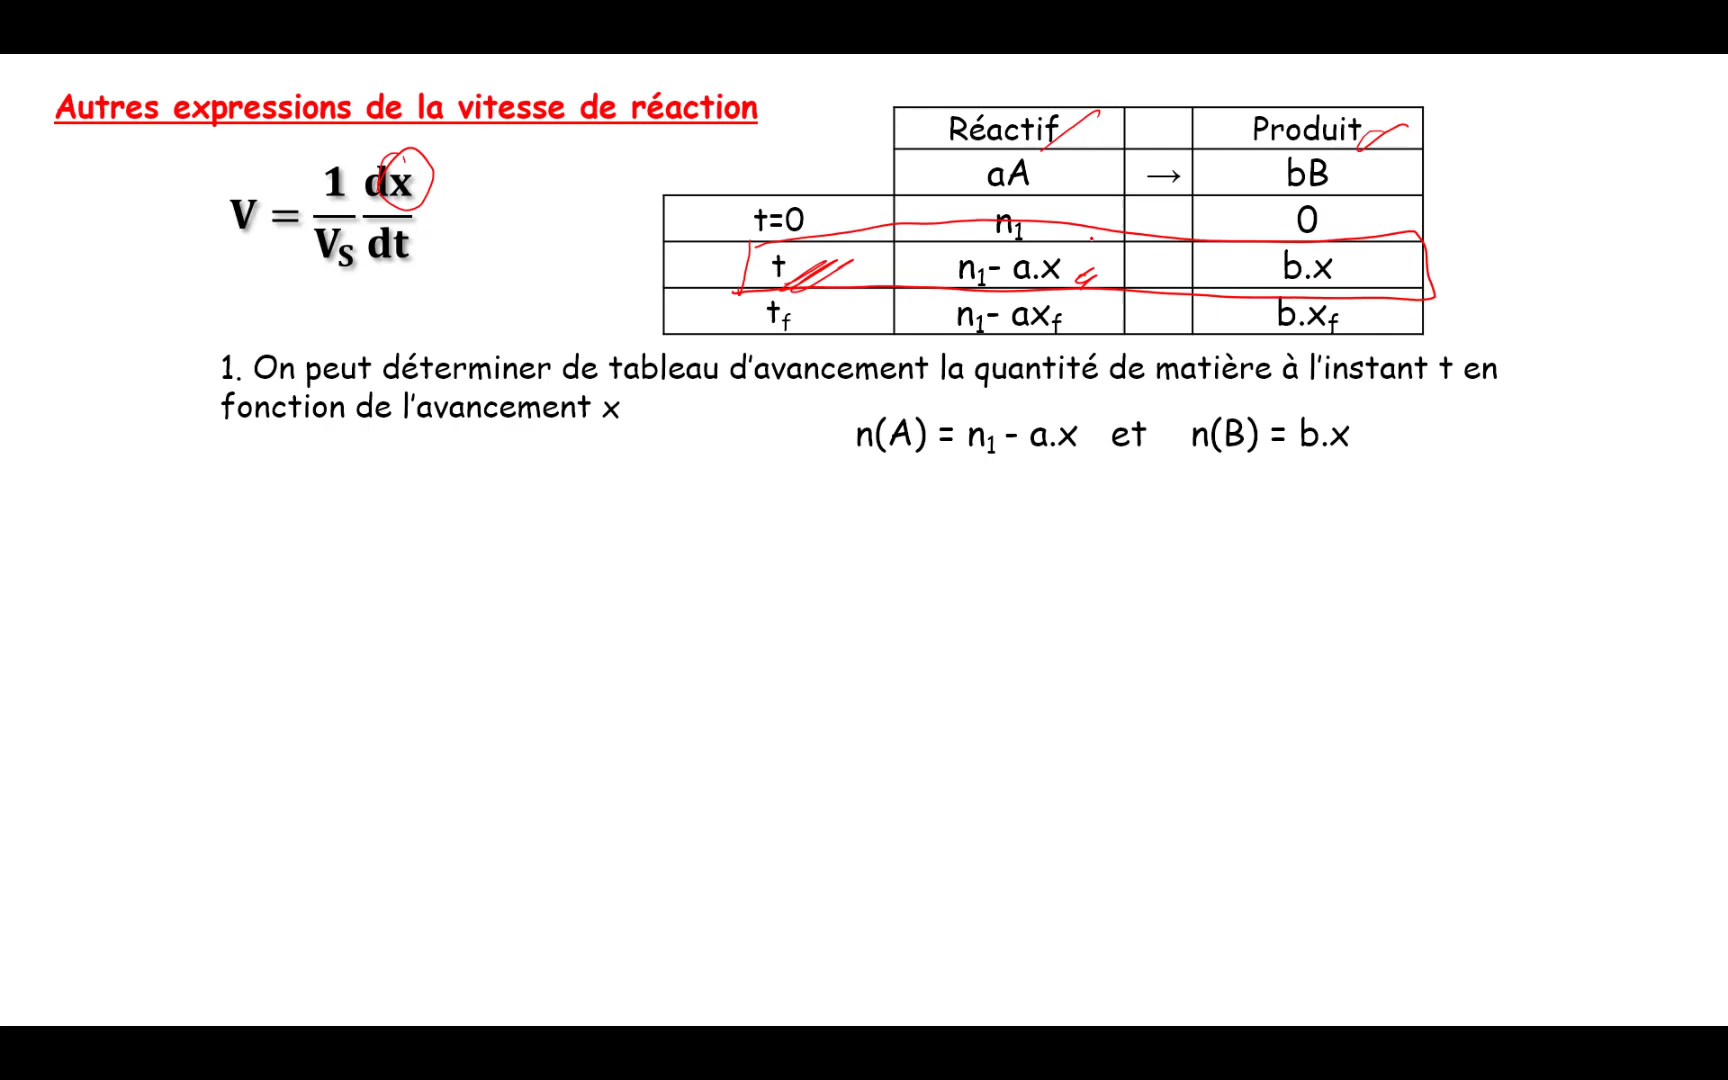 Autres expressions de la vitesse de réaction
V = 1/V_S dx/dt
Réactif Produit
aA → bB
t=0 n₁ 0
t n₁- a.x b.x
t_f n₁- ax_f b.x_f
1. On peut déterminer de tableau d'avancement la quantité de matière à l'instant t en
fonction de l'avancement x
n(A) = n₁ - a.x et n(B) = b.x